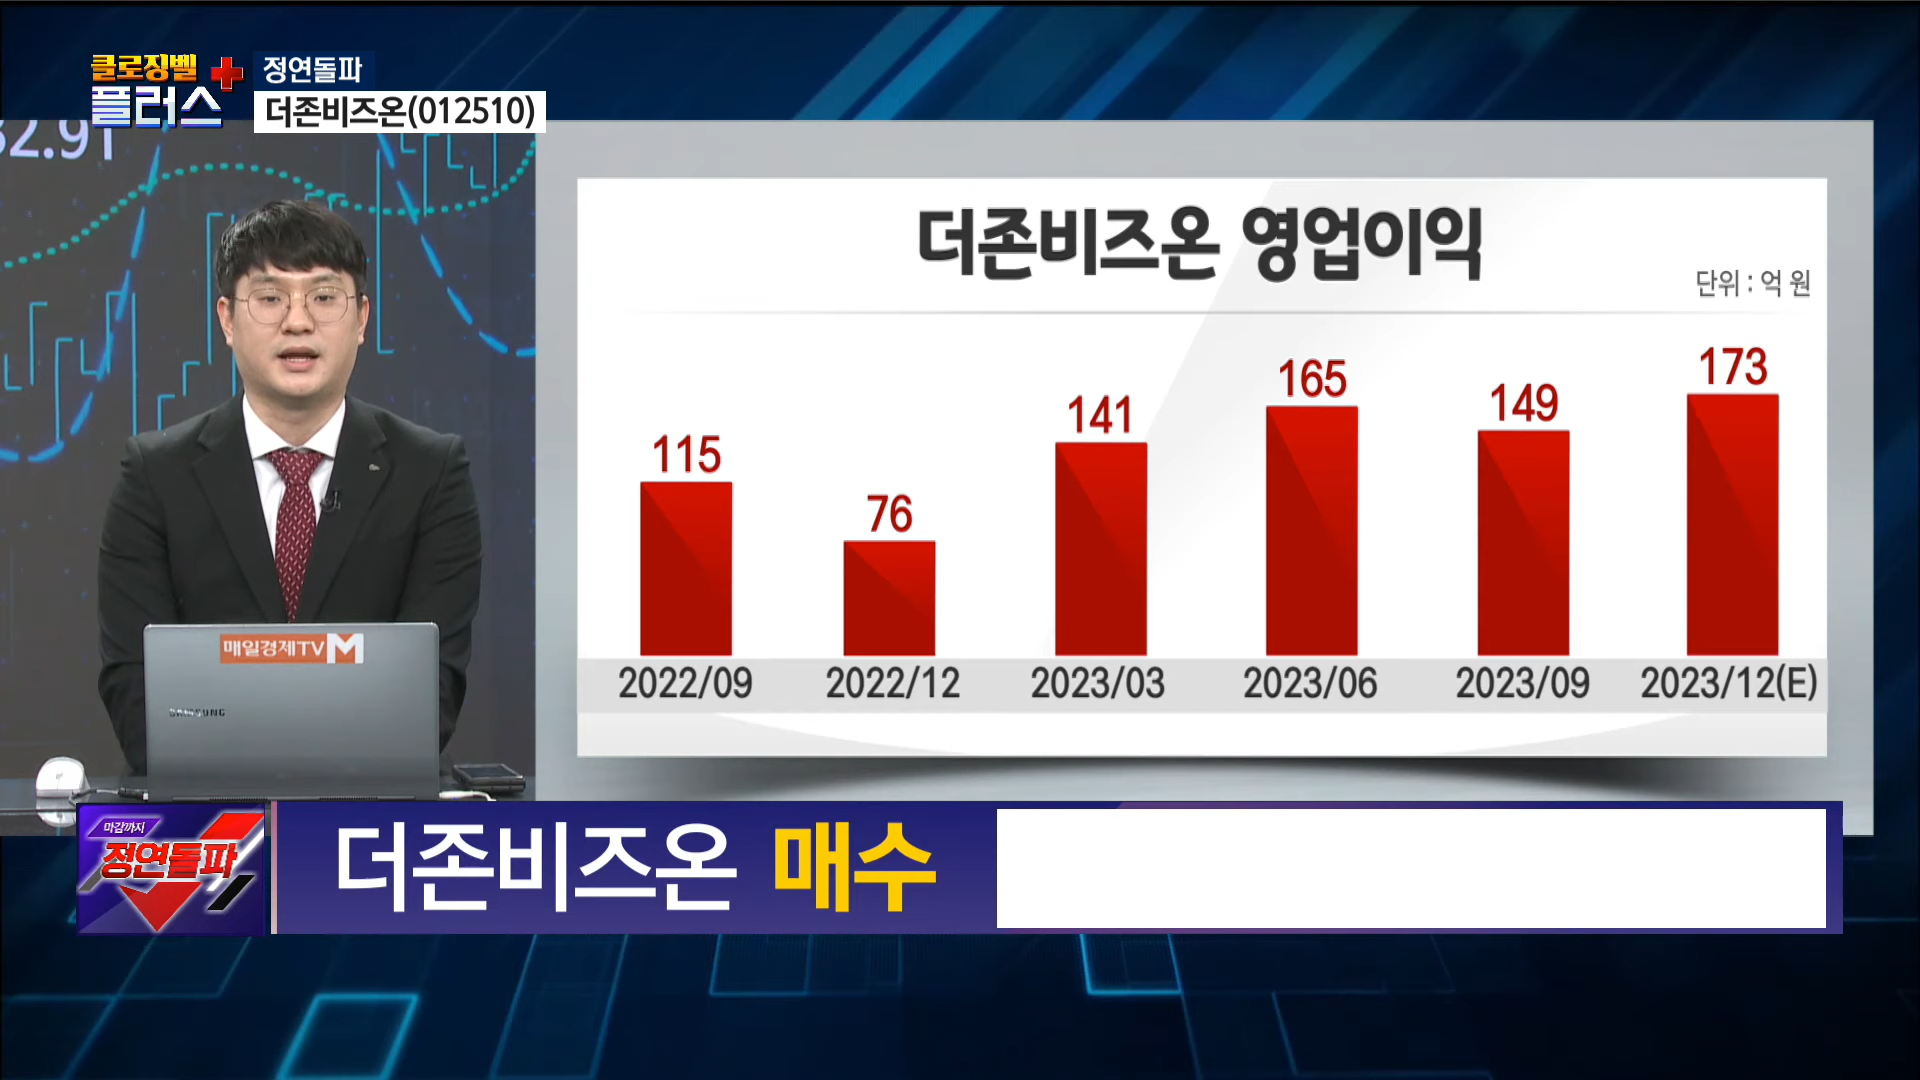 클로징벨
플러스
정연돌파
더존비즈온(012510)
32.91
더존비즈온 영업이익
단위 : 억 원
115
76
141
165
149
173
2022/09
2022/12
2023/03
2023/06
2023/09
2023/12(E)
매일경제TV M
SAMSUNG
마감까지
정연돌파
더존비즈온 매수